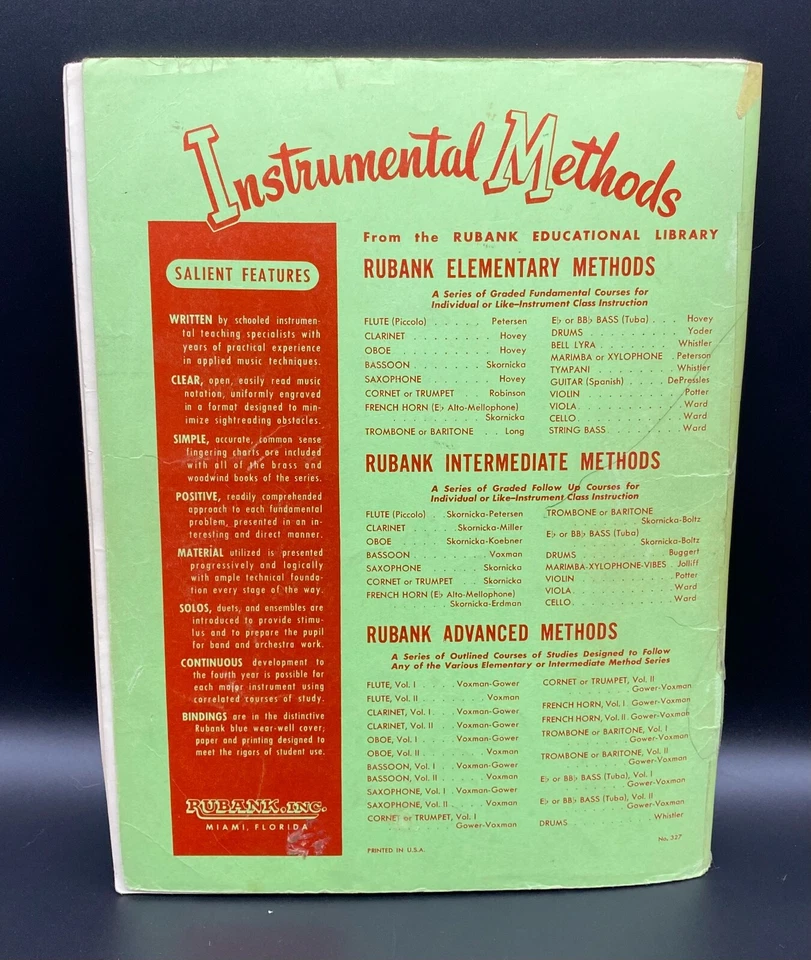 Instrumental Methods
From the RUBANK EDUCATIONAL LIBRARY
SALIENT FEATURES
WRITTEN by schooled instrumen-
tal teaching specialists with
years of practical experience
in applied music techniques.
CLEAR, open, easily read music
notation, uniformly engraved
in a format designed to min-
imize sightreading obstacles.
SIMPLE, accurate, common sense
fingering charts are included
with all of the brass and
woodwind books of the series.
POSITIVE, readily comprehended
approach to each fundamental
problem, presented in an in-
teresting and direct manner.
MATERIAL utilized is presented
progressively and logically
with ample technical founda-
tion every stage of the way.
SOLOS, duets, and ensembles are
introduced to provide stimu-
lus and to prepare the pupil
for band and orchestra work.
CONTINUOUS development to
the fourth year is possible for
each major instrument using
correlated courses of study.
BINDINGS are in the distinctive
Rubank blue wear-well cover;
paper and printing designed to
meet the rigors of student use.
RUBANK, INC.
MIAMI, FLORIDA
RUBANK ELEMENTARY METHODS
A Series of Graded Fundamental Courses for
Individual or Like-Instrument Class Instruction
FLUTE (Piccolo) . . . . . Petersen
CLARINET . . . . . Hovey
OBOE . . . . . Hovey
BASSOON . . . . . Skornicka
SAXOPHONE . . . . . Hovey
CORNET or TRUMPET . . Robinson
FRENCH HORN (E♭ Alto-Mellophone)
. . . . . Skornicka
TROMBONE or BARITONE . . Long
E♭ or BB♭ BASS (Tuba) . . . . Hovey
DRUMS . . . . . Yoder
BELL LYRA . . . . . Whistler
MARIMBA or XYLOPHONE . Peterson
TYMPANI . . . . . Whistler
GUITAR (Spanish) . . . . DePressles
VIOLIN . . . . . Potter
VIOLA . . . . . Ward
CELLO . . . . . Ward
STRING BASS . . . . . Ward
RUBANK INTERMEDIATE METHODS
A Series of Graded Follow Up Courses for
Individual or Like-Instrument Class Instruction
FLUTE (Piccolo) . . Skornicka-Petersen
CLARINET . . . . Skornicka-Miller
OBOE . . . . Skornicka-Koebner
BASSOON . . . . . Voxman
SAXOPHONE . . . . . Skornicka
CORNET or TRUMPET . . . Skornicka
FRENCH HORN (E♭ Alto-Mellophone)
Skornicka-Erdman
TROMBONE or BARITONE
Skornicka-Boltz
E♭ or BB♭ BASS (Tuba)
Skornicka-Boltz
DRUMS . . . . . Buggert
MARIMBA-XYLOPHONE-VIBES . Jolliff
VIOLIN . . . . . Potter
VIOLA . . . . . Ward
CELLO . . . . . Ward
RUBANK ADVANCED METHODS
A Series of Outlined Courses of Studies Designed to Follow
Any of the Various Elementary or Intermediate Method Series
FLUTE, Vol. I . . . Voxman-Gower
FLUTE, Vol. II . . . . Voxman
CLARINET, Vol. I . . Voxman-Gower
CLARINET, Vol. II . . Voxman-Gower
OBOE, Vol. I . . . Voxman-Gower
OBOE, Vol. II . . . . Voxman
BASSOON, Vol. I . . Voxman-Gower
BASSOON, Vol. II . . . Voxman
SAXOPHONE, Vol. I . Voxman-Gower
SAXOPHONE, Vol. II . . . Voxman
CORNET or TRUMPET, Vol. I
Gower-Voxman
CORNET or TRUMPET, Vol. II
Gower-Voxman
FRENCH HORN, Vol. I Gower-Voxman
FRENCH HORN, Vol. II . Gower-Voxman
TROMBONE or BARITONE, Vol. I
Gower-Voxman
TROMBONE or BARITONE, Vol. II
Gower-Voxman
E♭ or BB♭ BASS (Tuba), Vol. I
Gower-Voxman
E♭ or BB♭ BASS (Tuba), Vol. II
Gower-Voxman
DRUMS . . . . . Whistler
PRINTED IN U.S.A.
No. 327